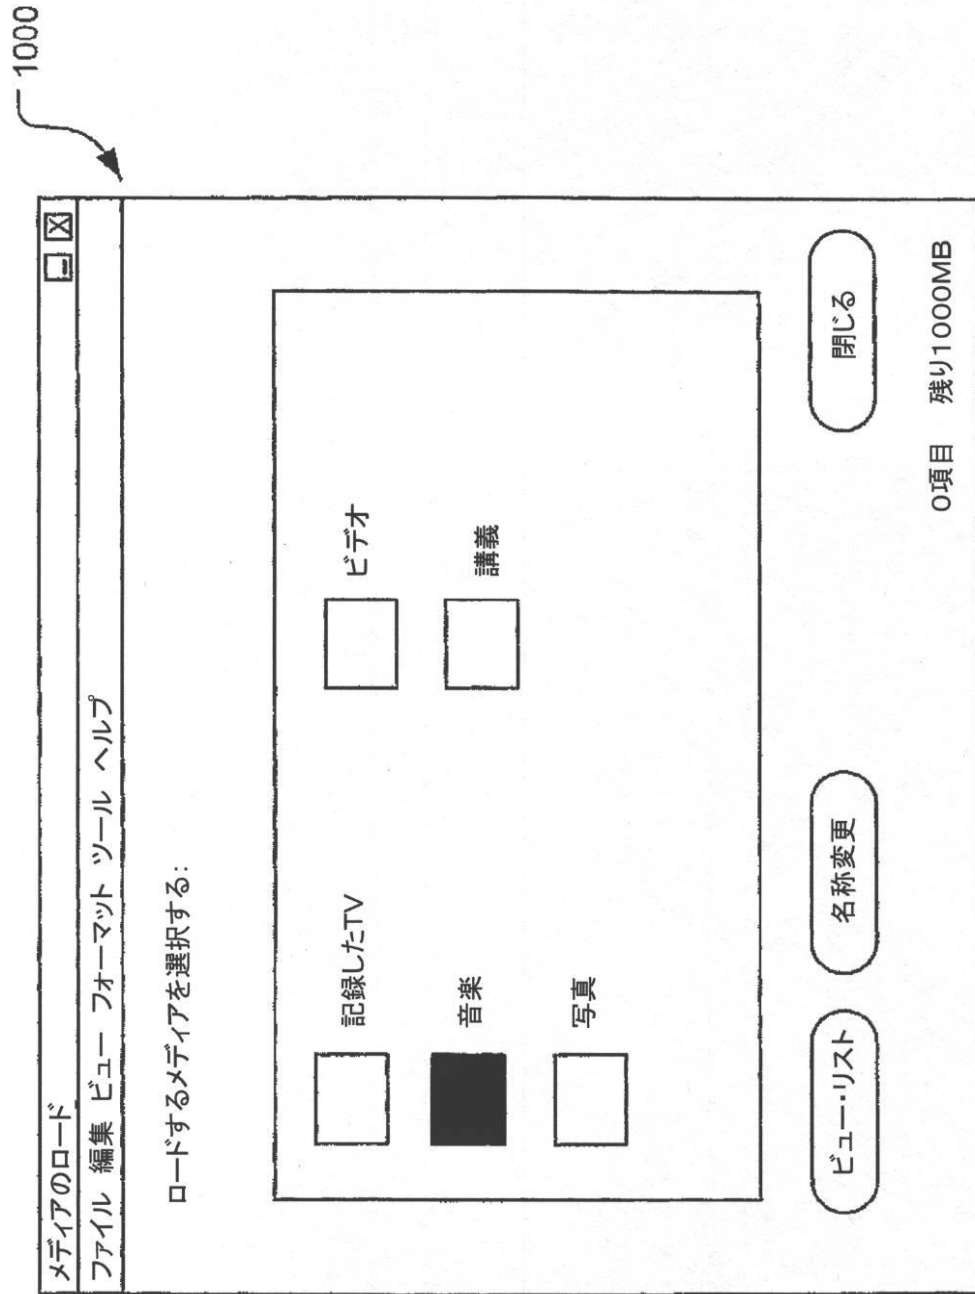 1000
メディアのロード
ファイル 編集 ビュー フォーマット ツール ヘルプ
ロードするメディアを選択する:
記録したTV
ビデオ
音楽
講義
写真
ビュー・リスト
名称変更
閉じる
0項目 残り1000MB